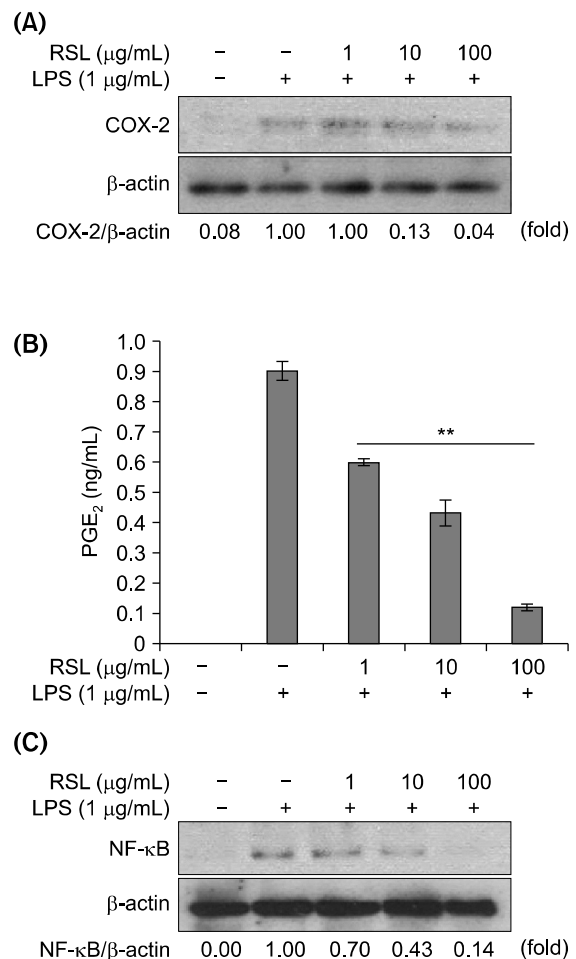 (A)
RSL (μg/mL) – – 1 10 100
LPS (1 μg/mL) – + + + +
COX-2
β-actin
COX-2/β-actin 0.08 1.00 1.00 0.13 0.04 (fold)
(B)
1.0
0.9
0.8
0.7
0.6
0.5
0.4
0.3
0.2
0.1
0
PGE₂ (ng/mL)
**
RSL (μg/mL) – – 1 10 100
LPS (1 μg/mL) – + + + +
(C)
RSL (μg/mL) – – 1 10 100
LPS (1 μg/mL) – + + + +
NF-κB
β-actin
NF-κB/β-actin 0.00 1.00 0.70 0.43 0.14 (fold)